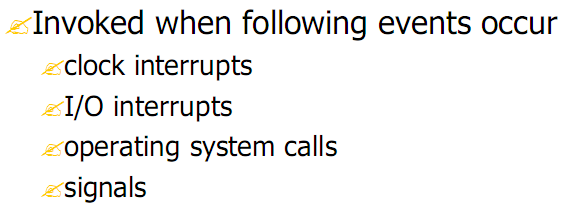 Invoked when following events occur
clock interrupts
I/O interrupts
operating system calls
signals